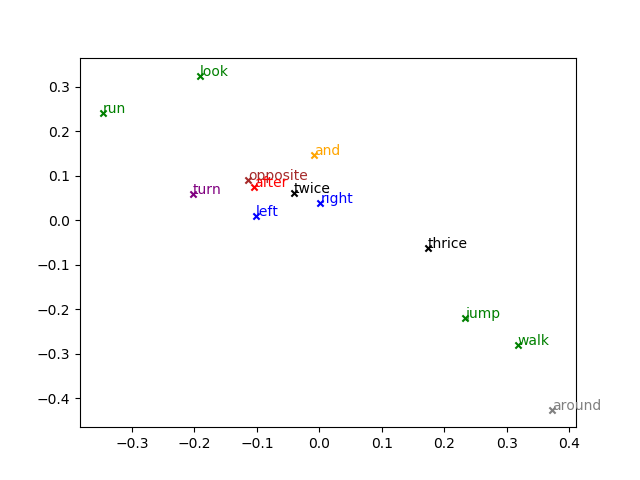 look
run
and
opposite
after
turn
twice
right
left
thrice
jump
walk
around
0.3
0.2
0.1
0.0
−0.1
−0.2
−0.3
−0.4
−0.3 −0.2 −0.1 0.0 0.1 0.2 0.3 0.4